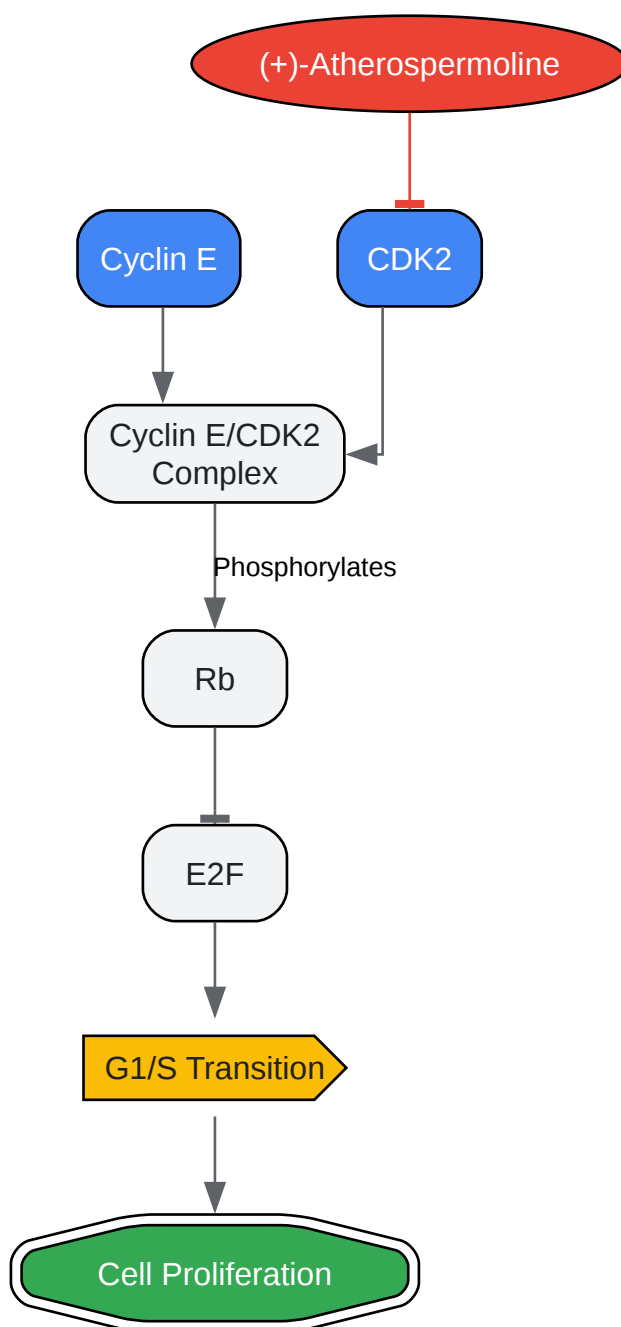 (+)-Atherospermoline
Cyclin E
CDK2
Cyclin E/CDK2
Complex
Phosphorylates
Rb
E2F
G1/S Transition
Cell Proliferation